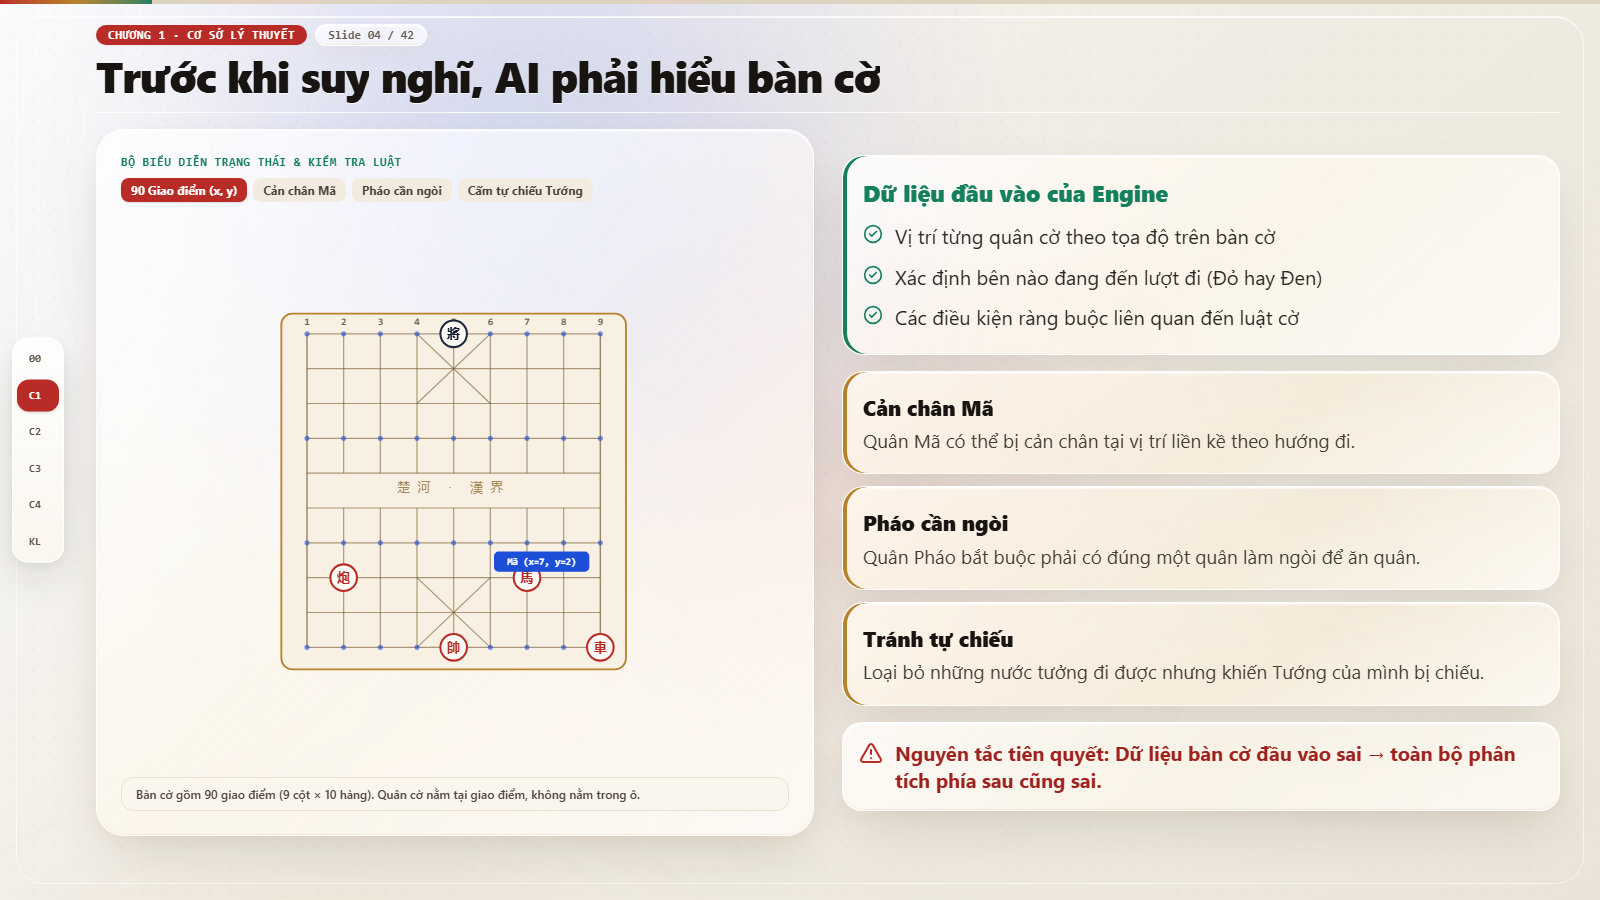 CHƯƠNG 1 · CƠ SỞ LÝ THUYẾT
Slide 04 / 42
Trước khi suy nghĩ, AI phải hiểu bàn cờ
BỘ BIỂU DIỄN TRẠNG THÁI & KIỂM TRA LUẬT
90 Giao điểm (x, y)
Cản chân Mã
Pháo cần ngòi
Cấm tự chiếu Tướng
1 2 3 4 6 7 8 9
將
楚河 · 漢界
Mã (x=7, y=2)
炮 馬
帥 車
Bàn cờ gồm 90 giao điểm (9 cột × 10 hàng). Quân cờ nằm tại giao điểm, không nằm trong ô.
00
C1
C2
C3
C4
KL
Dữ liệu đầu vào của Engine
Vị trí từng quân cờ theo tọa độ trên bàn cờ
Xác định bên nào đang đến lượt đi (Đỏ hay Đen)
Các điều kiện ràng buộc liên quan đến luật cờ
Cản chân Mã
Quân Mã có thể bị cản chân tại vị trí liền kề theo hướng đi.
Pháo cần ngòi
Quân Pháo bắt buộc phải có đúng một quân làm ngòi để ăn quân.
Tránh tự chiếu
Loại bỏ những nước tưởng đi được nhưng khiến Tướng của mình bị chiếu.
Nguyên tắc tiên quyết: Dữ liệu bàn cờ đầu vào sai → toàn bộ phân
tích phía sau cũng sai.